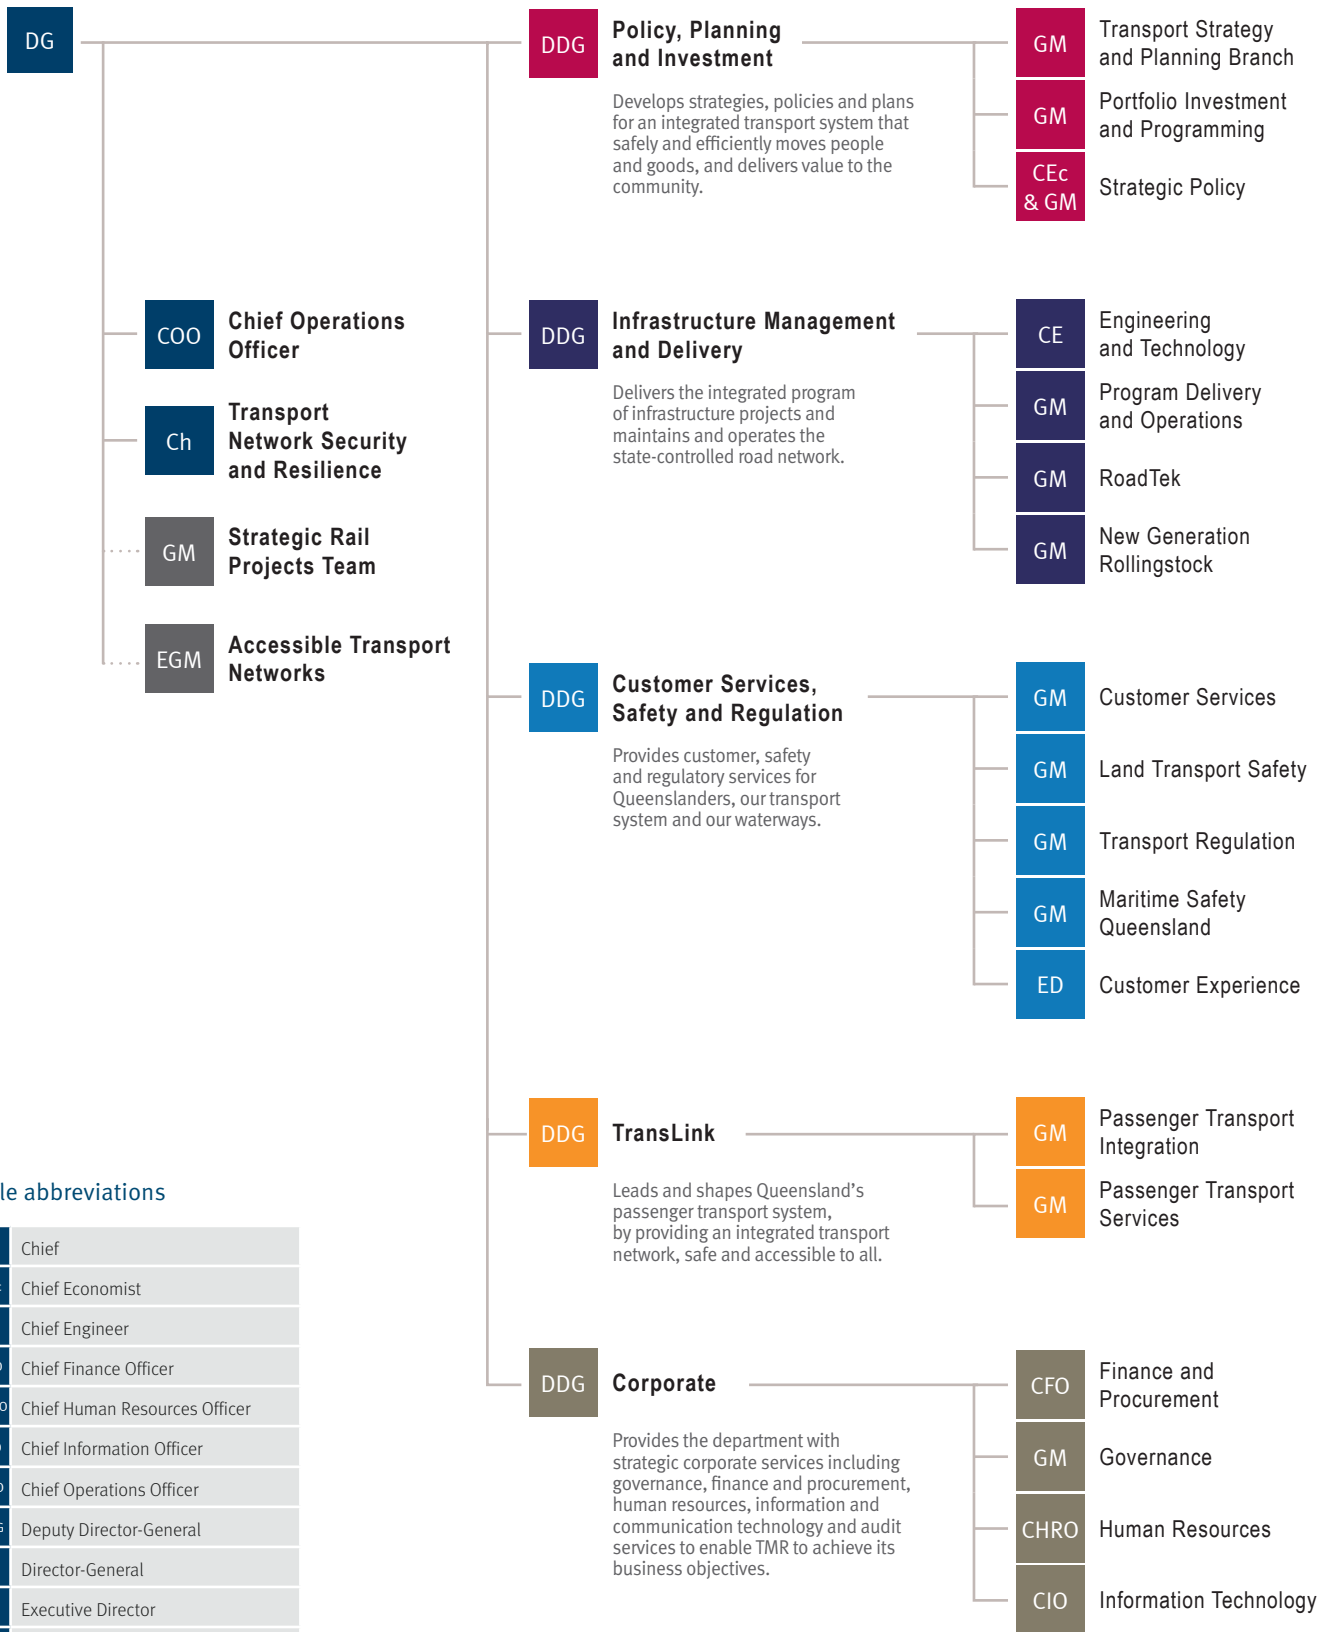 DG
DDG
Policy, Planning
and Investment
Develops strategies, policies and plans
for an integrated transport system that
safely and efficiently moves people
and goods, and delivers value to the
community.
GM
Transport Strategy
and Planning Branch
GM
Portfolio Investment
and Programming
CEc
& GM
Strategic Policy
COO
Chief Operations
Officer
Ch
Transport
Network Security
and Resilience
GM
Strategic Rail
Projects Team
EGM
Accessible Transport
Networks
DDG
Infrastructure Management
and Delivery
Delivers the integrated program
of infrastructure projects and
maintains and operates the
state-controlled road network.
CE
Engineering
and Technology
GM
Program Delivery
and Operations
GM
RoadTek
GM
New Generation
Rollingstock
DDG
Customer Services,
Safety and Regulation
Provides customer, safety
and regulatory services for
Queenslanders, our transport
system and our waterways.
GM
Customer Services
GM
Land Transport Safety
GM
Transport Regulation
GM
Maritime Safety
Queensland
ED
Customer Experience
DDG
TransLink
Leads and shapes Queensland’s
passenger transport system,
by providing an integrated transport
network, safe and accessible to all.
GM
Passenger Transport
Integration
GM
Passenger Transport
Services
DDG
Corporate
Provides the department with
strategic corporate services including
governance, finance and procurement,
human resources, information and
communication technology and audit
services to enable TMR to achieve its
business objectives.
CFO
Finance and
Procurement
GM
Governance
CHRO
Human Resources
CIO
Information Technology
le abbreviations
Chief
Chief Economist
Chief Engineer
Chief Finance Officer
Chief Human Resources Officer
Chief Information Officer
Chief Operations Officer
Deputy Director-General
Director-General
Executive Director